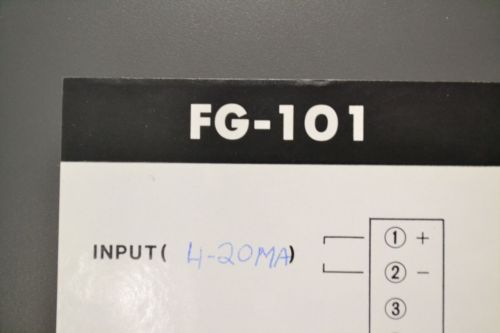 FG-101
INPUT( 4-20MA)
① +
② −
③